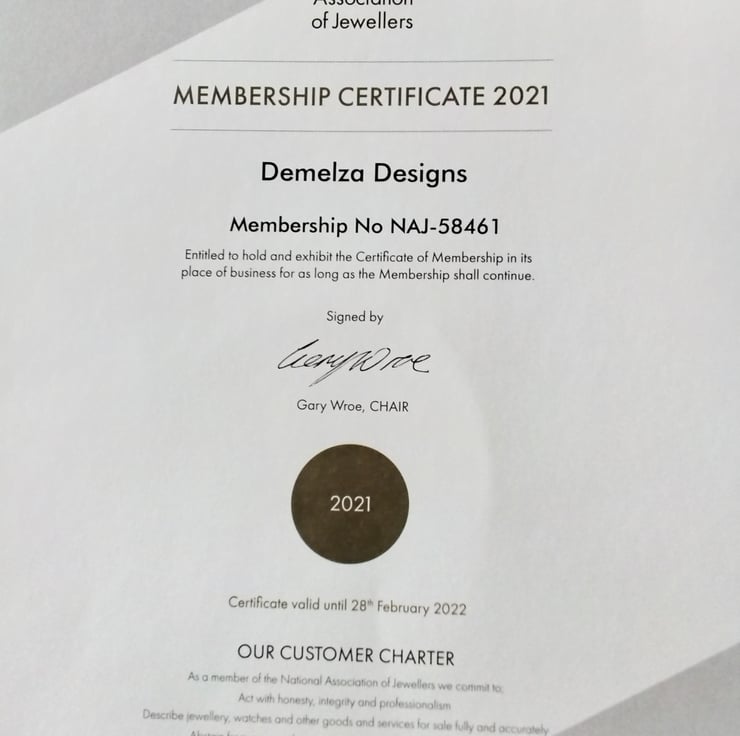 Association
of Jewellers
MEMBERSHIP CERTIFICATE 2021
Demelza Designs
Membership No NAJ-58461
Entitled to hold and exhibit the Certificate of Membership in its
place of business for as long as the Membership shall continue.
Signed by
Gary Wroe
Gary Wroe, CHAIR
2021
Certificate valid until 28th February 2022
OUR CUSTOMER CHARTER
As a member of the National Association of Jewellers we commit to:
Act with honesty, integrity and professionalism
Describe jewellery, watches and other goods and services for sale fully and accurately